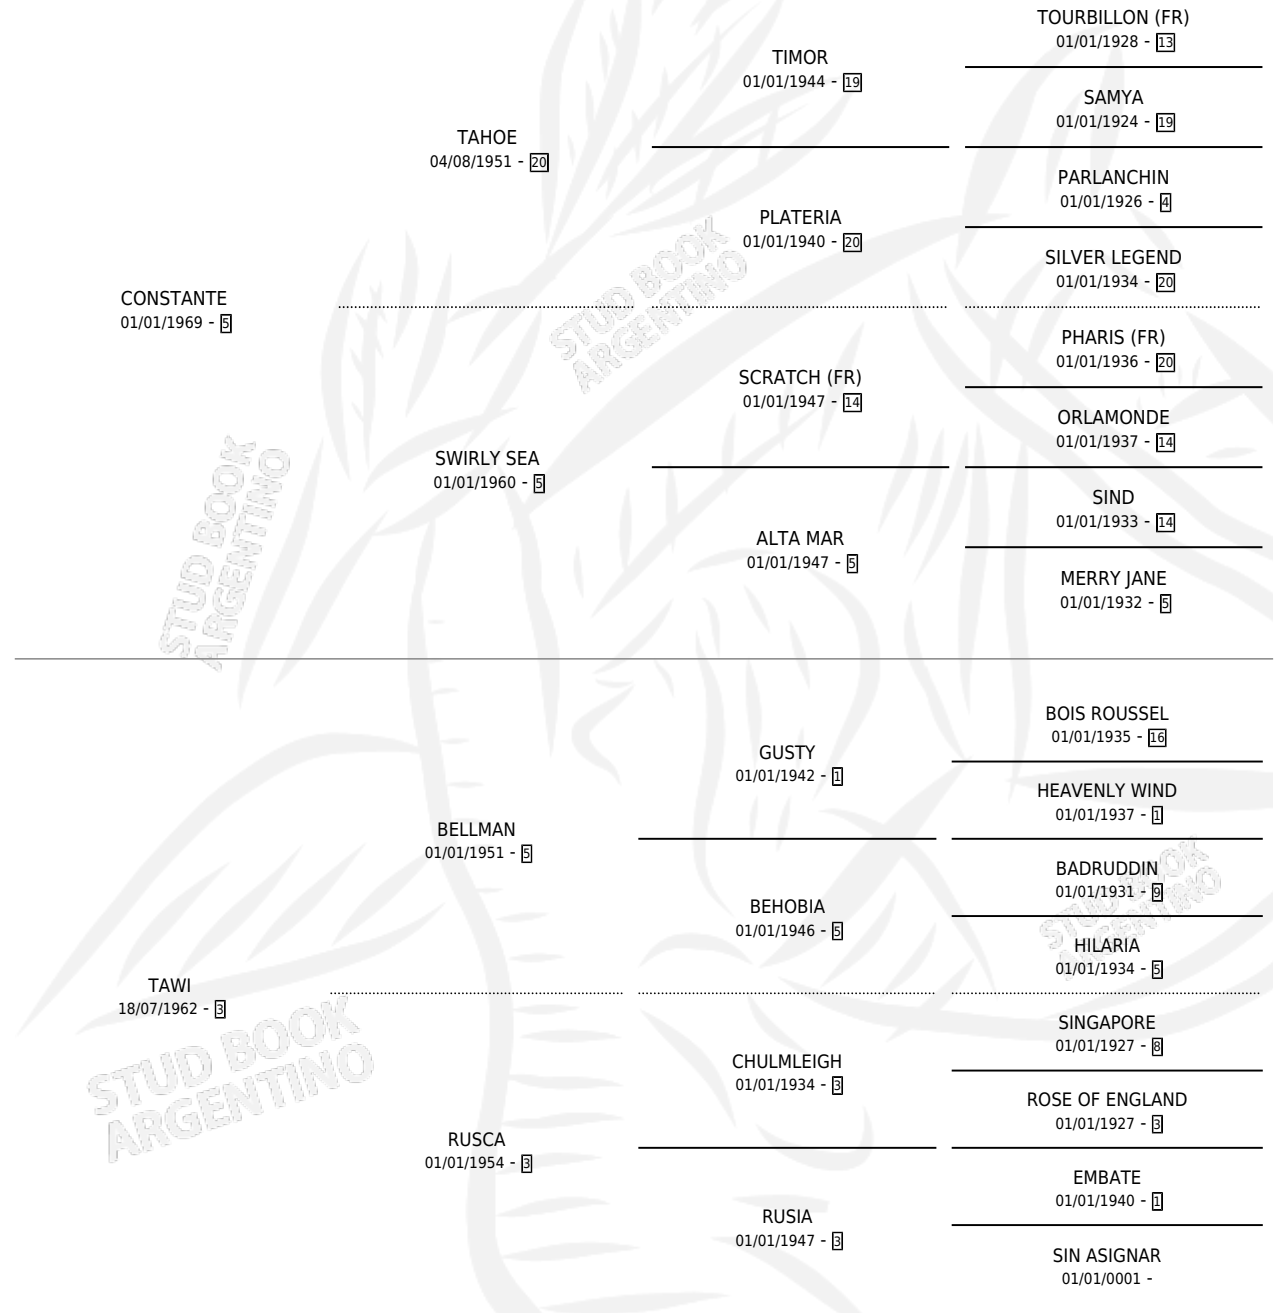 TOURBILLON (FR)
01/01/1928 - 13
TIMOR
01/01/1944 - 19
SAMYA
01/01/1924 - 19
TAHOE
04/08/1951 - 20
PARLANCHIN
01/01/1926 - 4
PLATERIA
01/01/1940 - 20
SILVER LEGEND
01/01/1934 - 20
CONSTANTE
01/01/1969 - 5
STUD BOOK
ARGENTINO
PHARIS (FR)
01/01/1936 - 20
SCRATCH (FR)
01/01/1947 - 14
ORLAMONDE
01/01/1937 - 14
SWIRLY SEA
01/01/1960 - 5
SIND
01/01/1933 - 14
ALTA MAR
01/01/1947 - 5
MERRY JANE
01/01/1932 - 5
STUD BOOK
ARGENTINO
BOIS ROUSSEL
01/01/1935 - 16
GUSTY
01/01/1942 - 1
HEAVENLY WIND
01/01/1937 - 1
BELLMAN
01/01/1951 - 5
BADRUDDIN
01/01/1931 - 9
BEHOBIA
01/01/1946 - 5
HILARIA
01/01/1934 - 5
STUD BOOK
ARGENTINO
TAWI
18/07/1962 - 3
STUD BOOK
ARGENTINO
SINGAPORE
01/01/1927 - 8
CHULMLEIGH
01/01/1934 - 3
ROSE OF ENGLAND
01/01/1927 - 3
RUSCA
01/01/1954 - 3
EMBATE
01/01/1940 - 1
RUSIA
01/01/1947 - 3
SIN ASIGNAR
01/01/0001 -